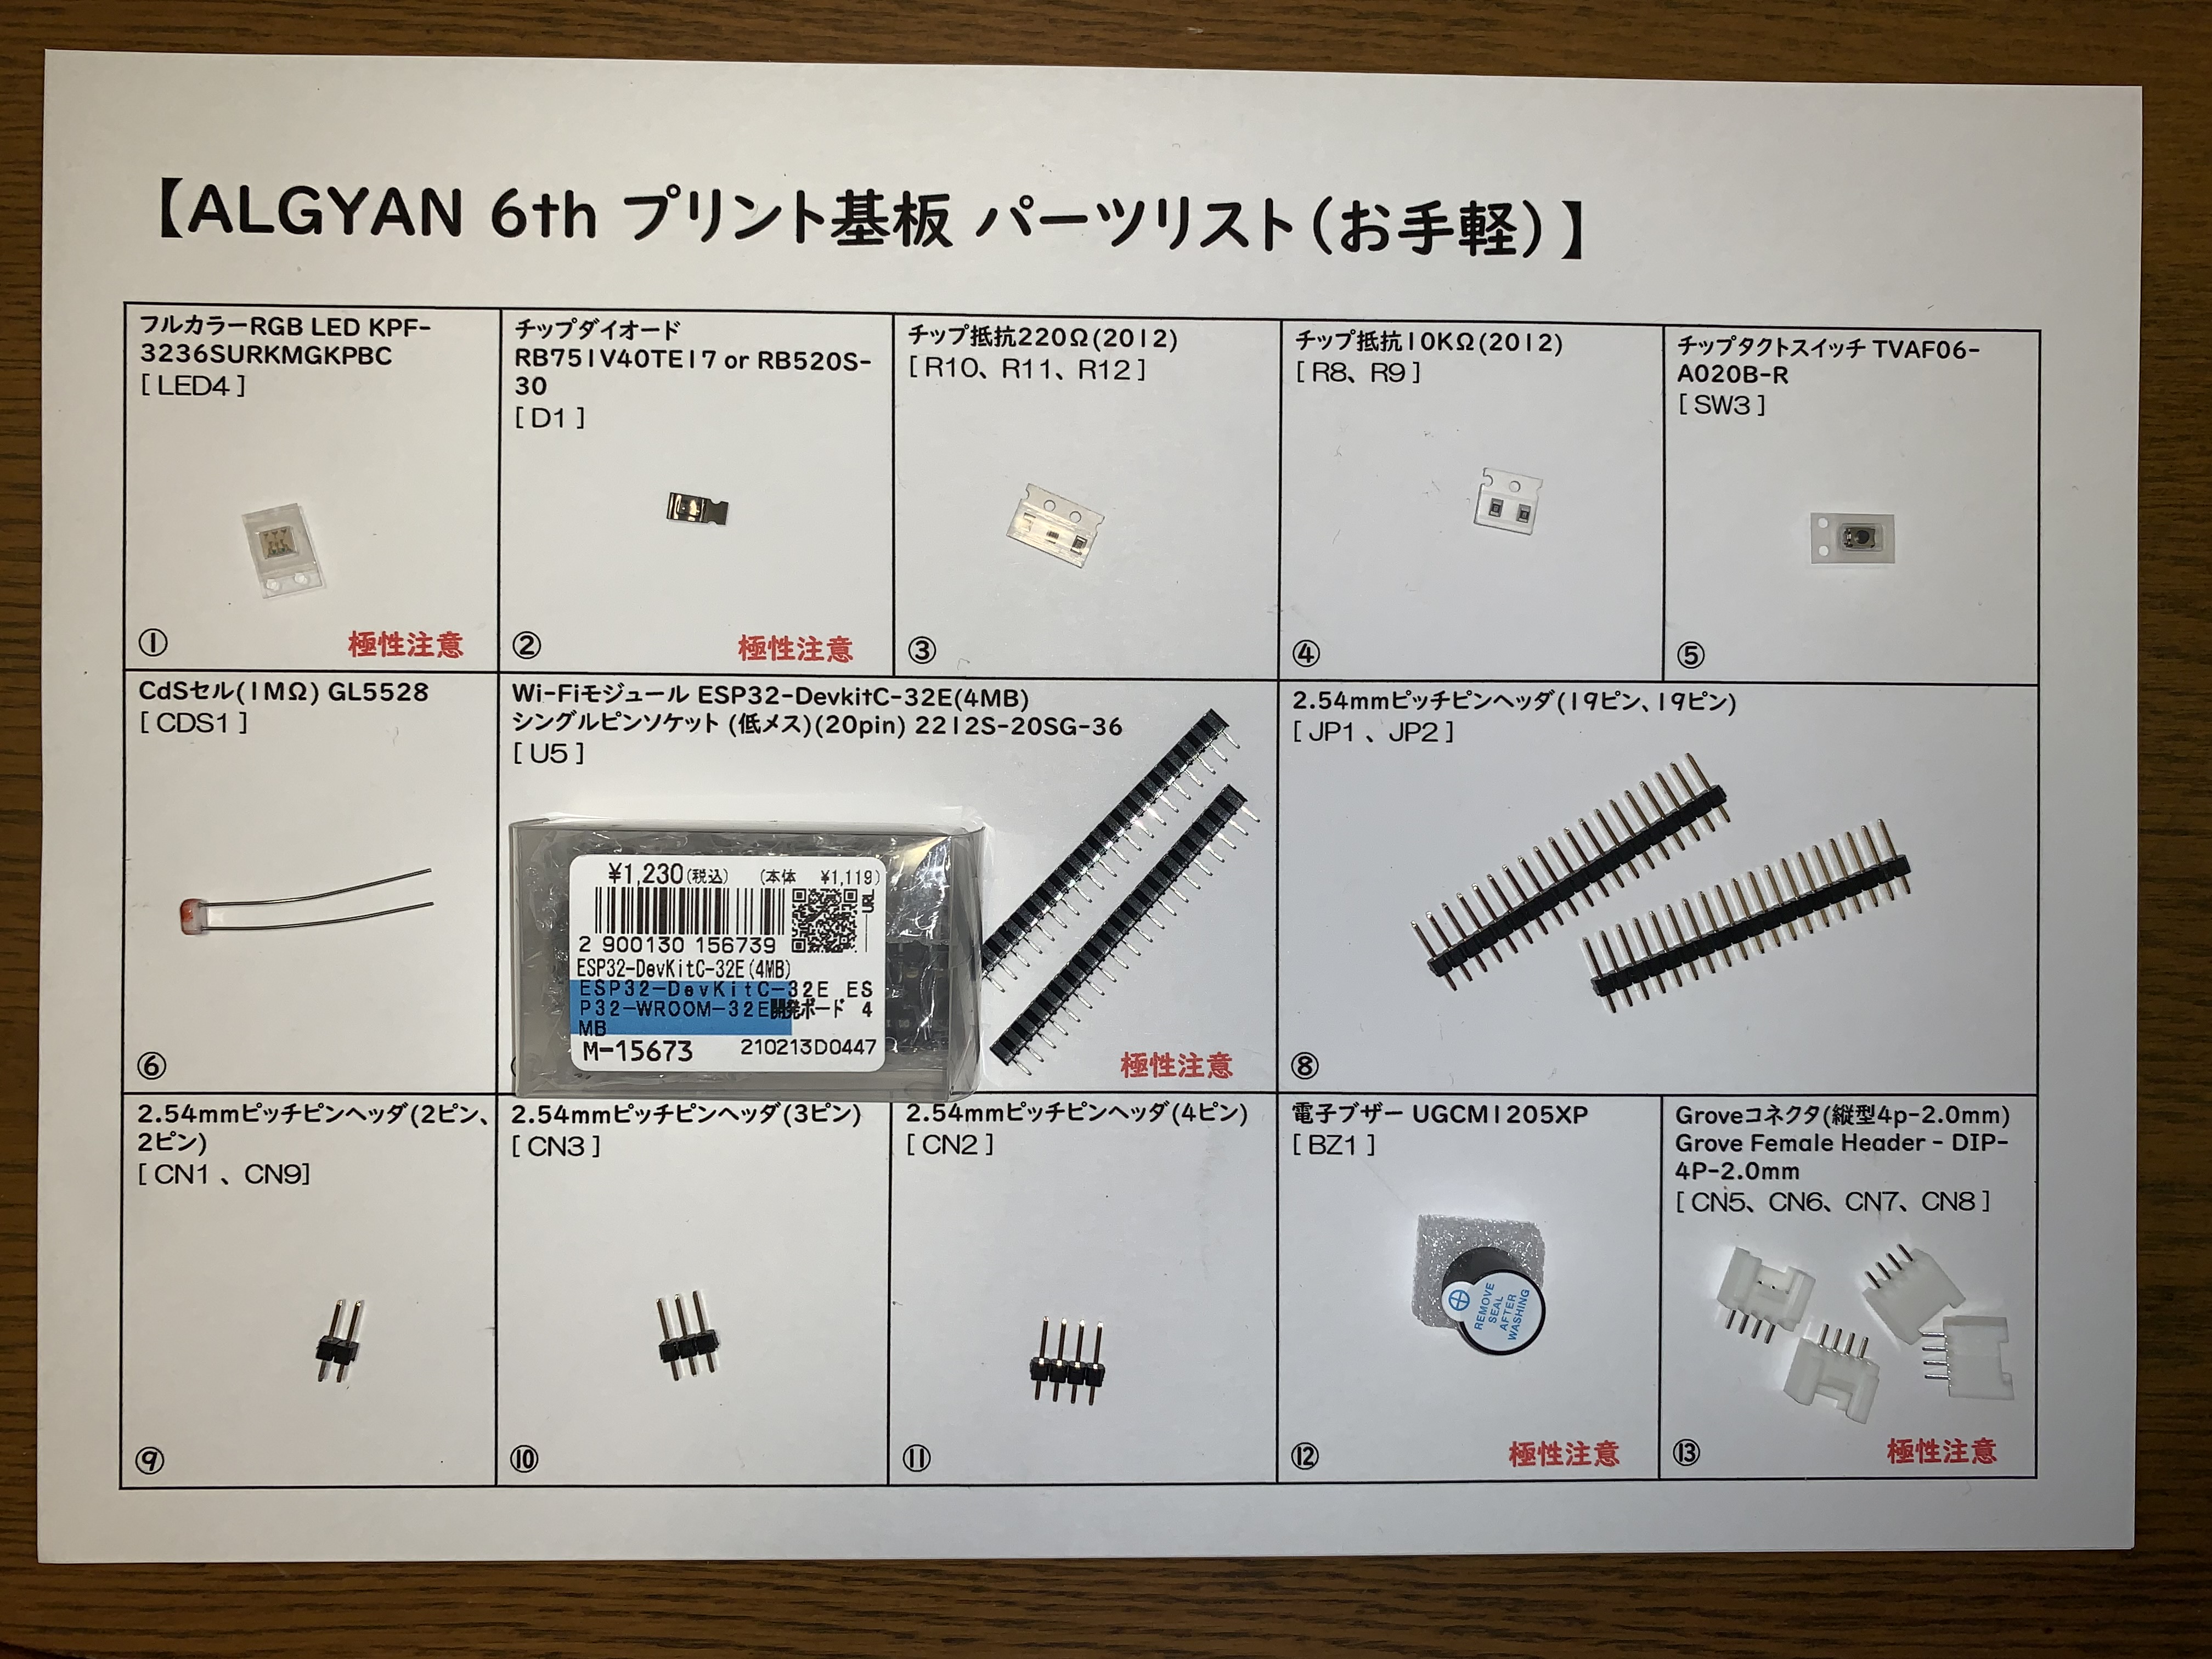 【ALGYAN 6th プリント基板 パーツリスト(お手軽)】
フルカラーRGB LED KPF-
3236SURKMGKPBC
[ LED4 ]
①
極性注意
チップダイオード
RB751V40TE17 or RB520S-
30
[ D1 ]
②
極性注意
チップ抵抗220Ω(2012)
[ R10、R11、R12 ]
③
チップ抵抗10KΩ(2012)
[ R8、R9 ]
④
チップタクトスイッチ TVAF06-
A020B-R
[ SW3 ]
⑤
CdSセル(1MΩ) GL5528
[ CDS1 ]
⑥
Wi-Fiモジュール ESP32-DevkitC-32E(4MB)
シングルピンソケット (低メス)(20pin) 2212S-20SG-36
[ U5 ]
¥1,230(税込) (本体 ¥1,119)
URL
2 900130 156739
ESP32-DevKitC-32E(4MB)
ESP32-DevKitC-32E ES
P32-WROOM-32E開発ボード 4
MB
M-15673 210213D0447
極性注意
2.54mmピッチピンヘッダ(19ピン、19ピン)
[ JP1 、JP2 ]
⑧
2.54mmピッチピンヘッダ(2ピン、
2ピン)
[ CN1 、CN9]
⑨
2.54mmピッチピンヘッダ(3ピン)
[ CN3 ]
⑩
2.54mmピッチピンヘッダ(4ピン)
[ CN2 ]
⑪
電子ブザー UGCM1205XP
[ BZ1 ]
REMOVE
SEAL
AFTER
WASHING
⑫
極性注意
Groveコネクタ(縦型4p-2.0mm)
Grove Female Header - DIP-
4P-2.0mm
[ CN5、CN6、CN7、CN8 ]
⑬
極性注意